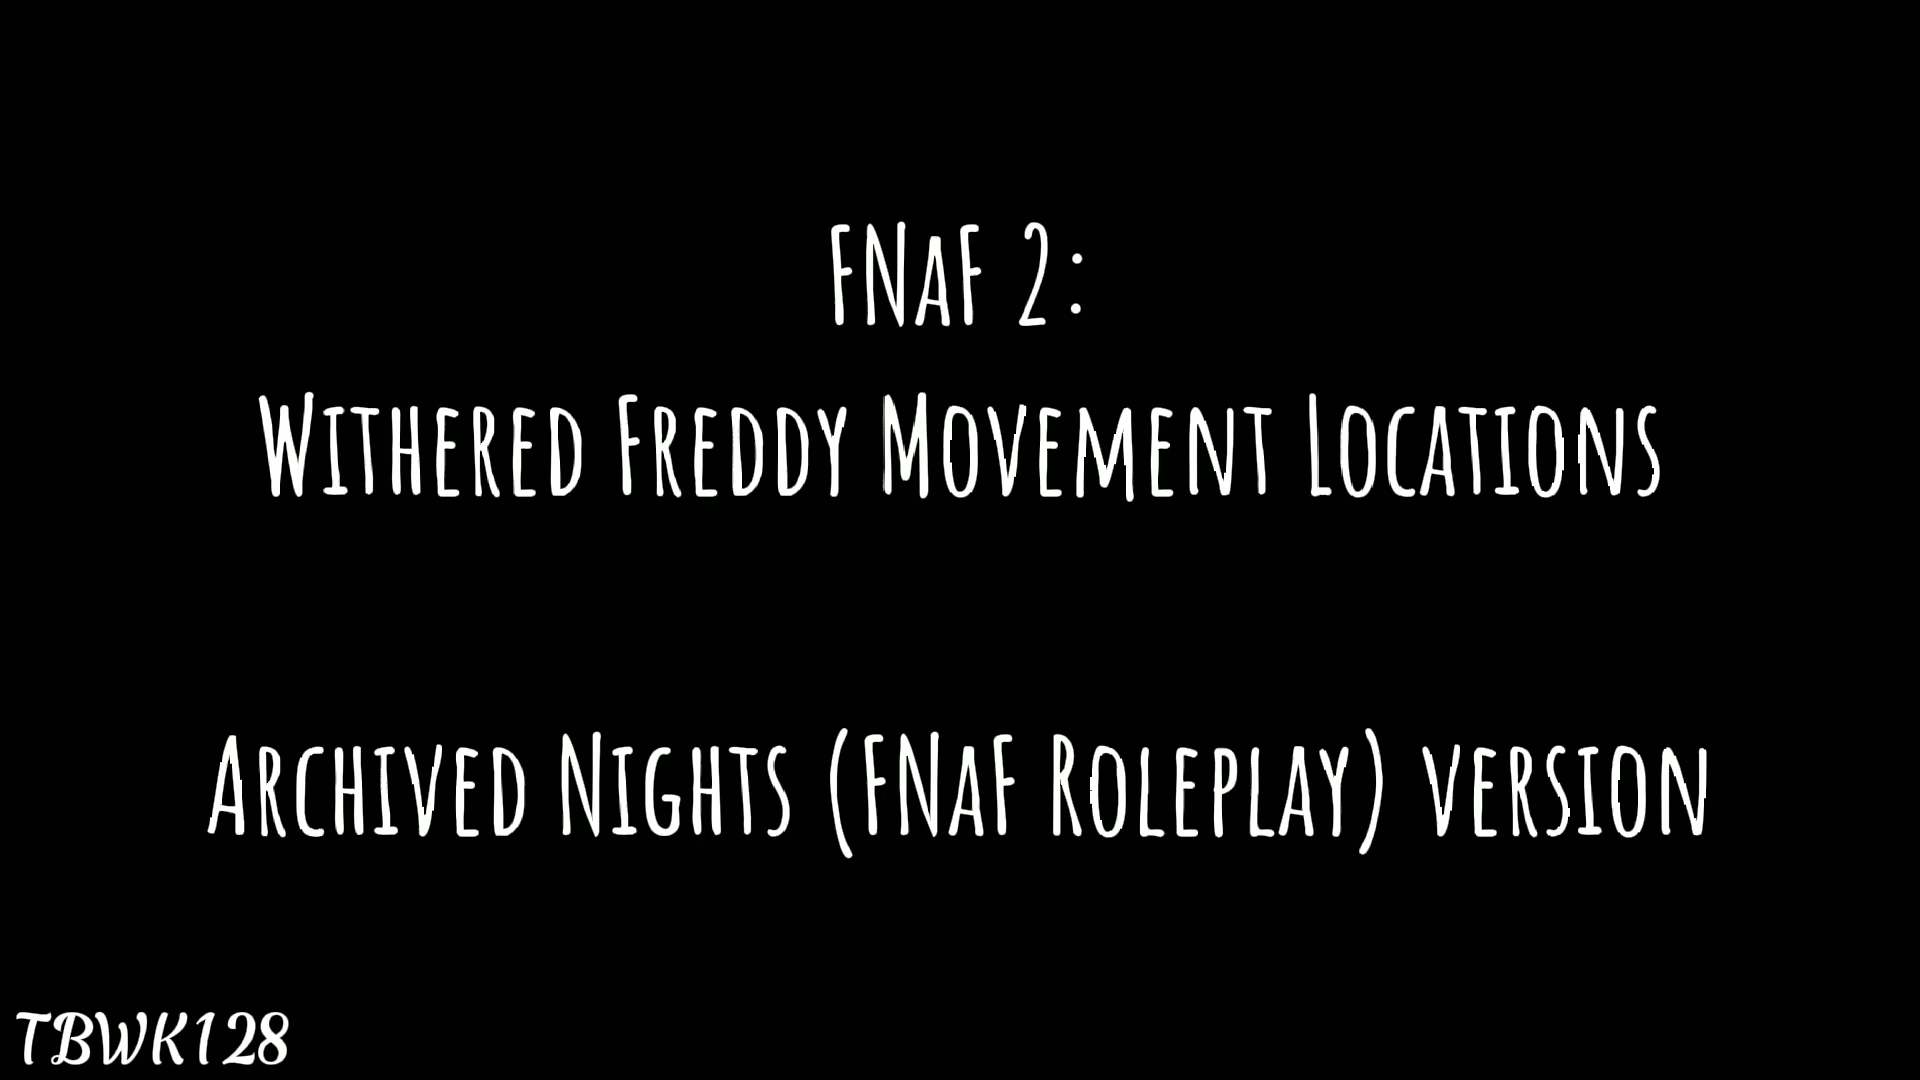 FNaF 2:
Withered Freddy Movement Locations
Archived Nights (FNaF Roleplay) version
TBWK128